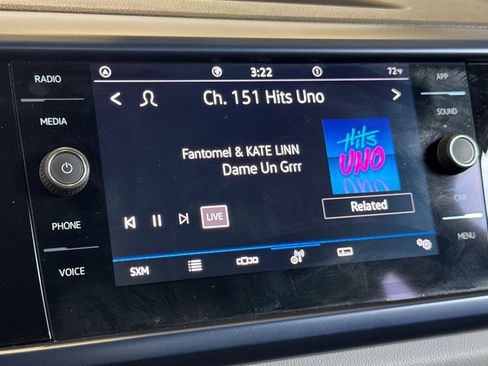 RADIO
MEDIA
PHONE
VOICE
3:22
72°F
Ch. 151 Hits Uno
Fantomel & KATE LINN
Dame Un Grrr
Hits
UNO
Related
LIVE
SXM
APP
SOUND
CAR
MENU